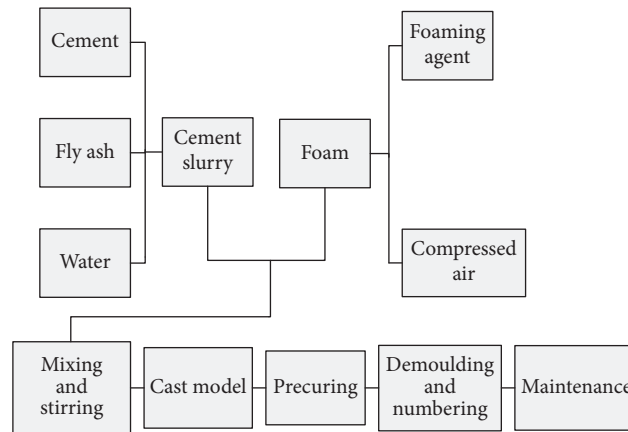 Cement
Foaming
agent
Fly ash
Cement
slurry
Foam
Water
Compressed
air
Mixing
and
stirring
Cast model
Precuring
Demoulding
and
numbering
Maintenance